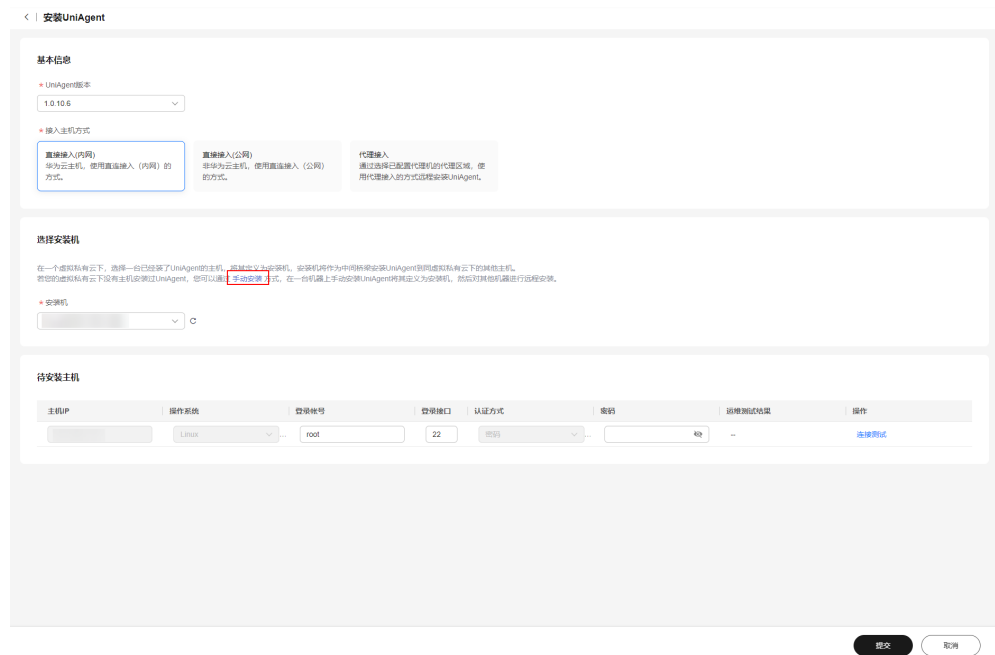 安装UniAgent
基本信息
* UniAgent版本
1.0.10.6
* 接入主机方式
直接接入(内网)
华为云主机，使用直连接入（内网）的
方式。
直接接入(公网)
非华为云主机，使用直连接入（公网）
的方式。
代理接入
通过选择已配置代理机的代理区域，使
用代理接入的方式远程安装UniAgent。
选择安装机
在一个虚拟私有云下，选择一台已经装了UniAgent的主机，将其定义为安装机，安装机将作为中间桥梁安装UniAgent到同虚拟私有云下的其他主机。
若您的虚拟私有云下没有主机安装过UniAgent，您可以通过 手动安装 方式，在一台机器上手动安装UniAgent将其定义为安装机，然后对其他机器进行远程安装。
* 安装机
待安装主机
主机IP 操作系统 登录账号 登录接口 认证方式 密码 运维测试结果 操作
Linux ... root 22 密码 ... -- 连接测试
提交 取消